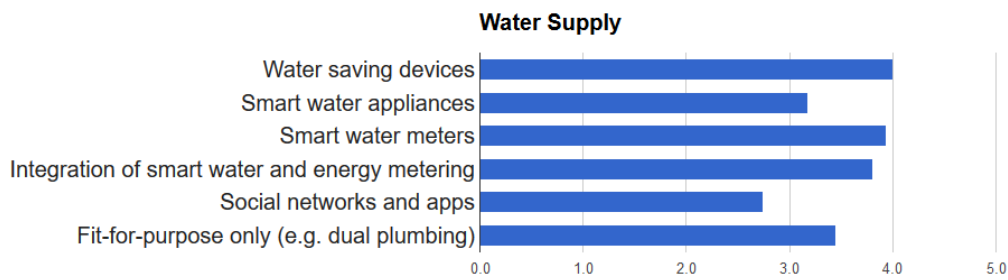 Water Supply
Water saving devices
Smart water appliances
Smart water meters
Integration of smart water and energy metering
Social networks and apps
Fit-for-purpose only (e.g. dual plumbing)
0.0 1.0 2.0 3.0 4.0 5.0